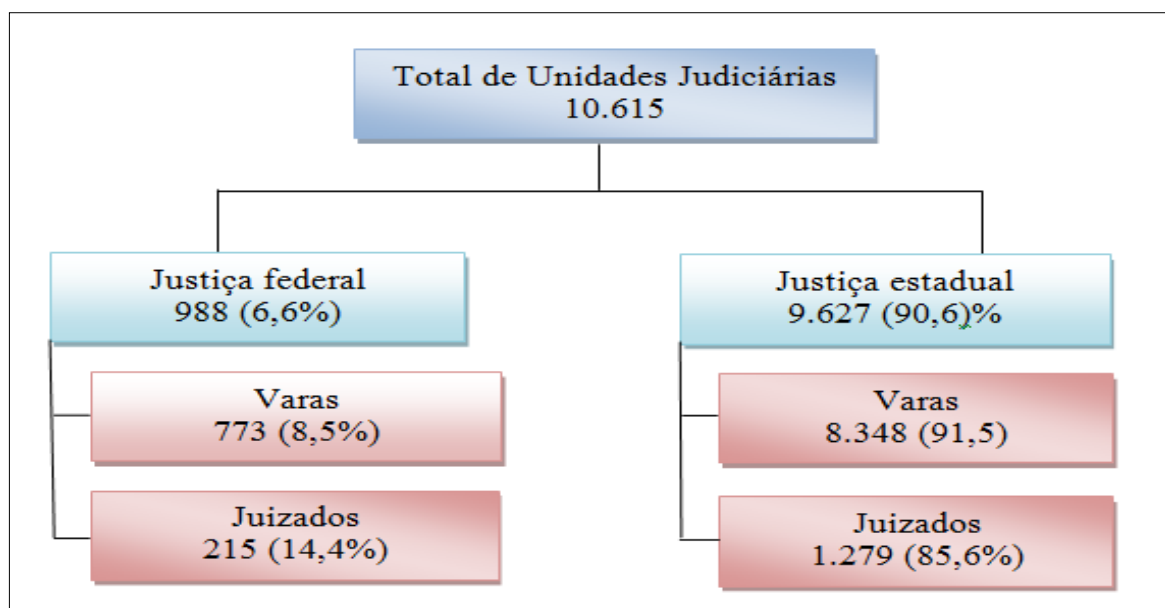 Total de Unidades Judiciárias
10.615
Justiça federal
988 (6,6%)
Varas
773 (8,5%)
Juizados
215 (14,4%)
Justiça estadual
9.627 (90,6)%
Varas
8.348 (91,5)
Juizados
1.279 (85,6%)